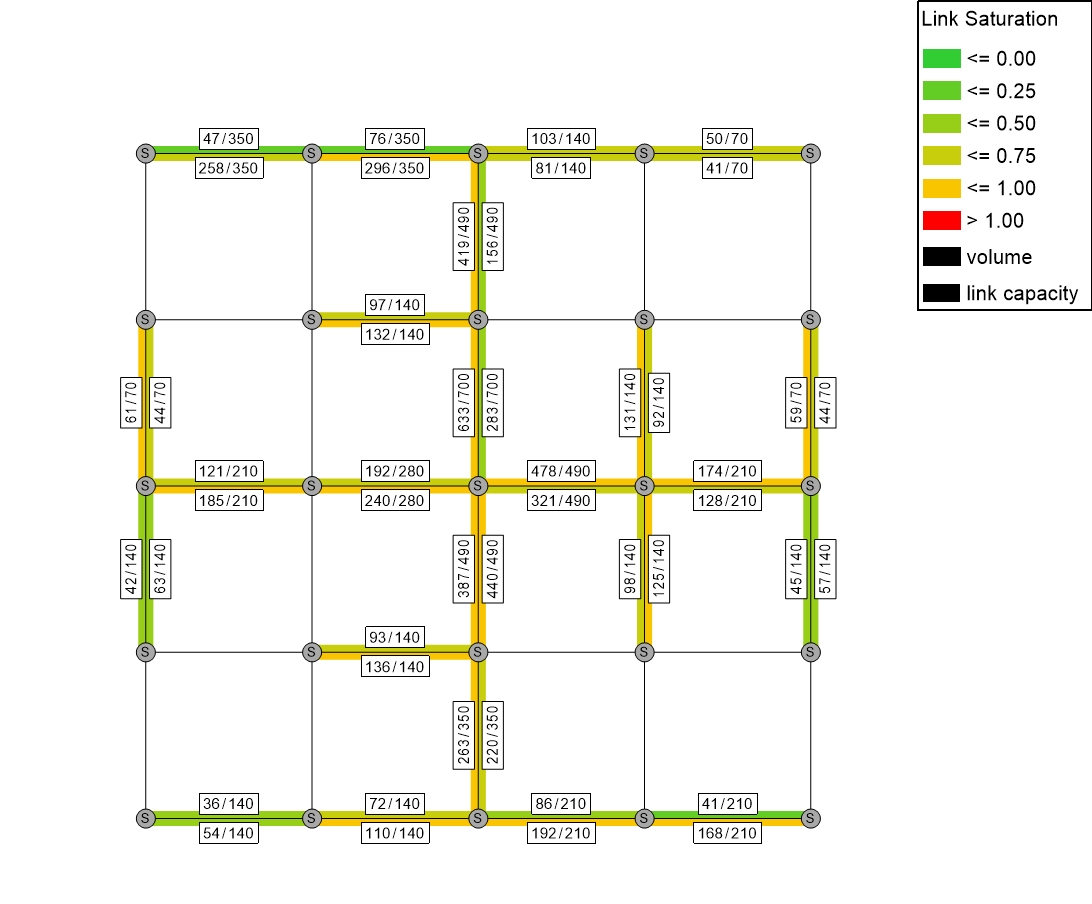 Link Saturation
<= 0.00
<= 0.25
<= 0.50
<= 0.75
<= 1.00
> 1.00
volume
link capacity
47/350
76/350
103/140
50/70
S
S
S
S
S
258/350
296/350
81/140
41/70
419/490
156/490
97/140
S
S
S
S
S
132/140
61/70
44/70
633/700
283/700
131/140
92/140
59/70
44/70
121/210
192/280
478/490
174/210
S
S
S
S
S
185/210
240/280
321/490
128/210
42/140
63/140
387/490
440/490
98/140
125/140
45/140
57/140
93/140
S
S
S
S
S
136/140
263/350
220/350
36/140
72/140
86/210
41/210
S
S
S
S
S
54/140
110/140
192/210
168/210